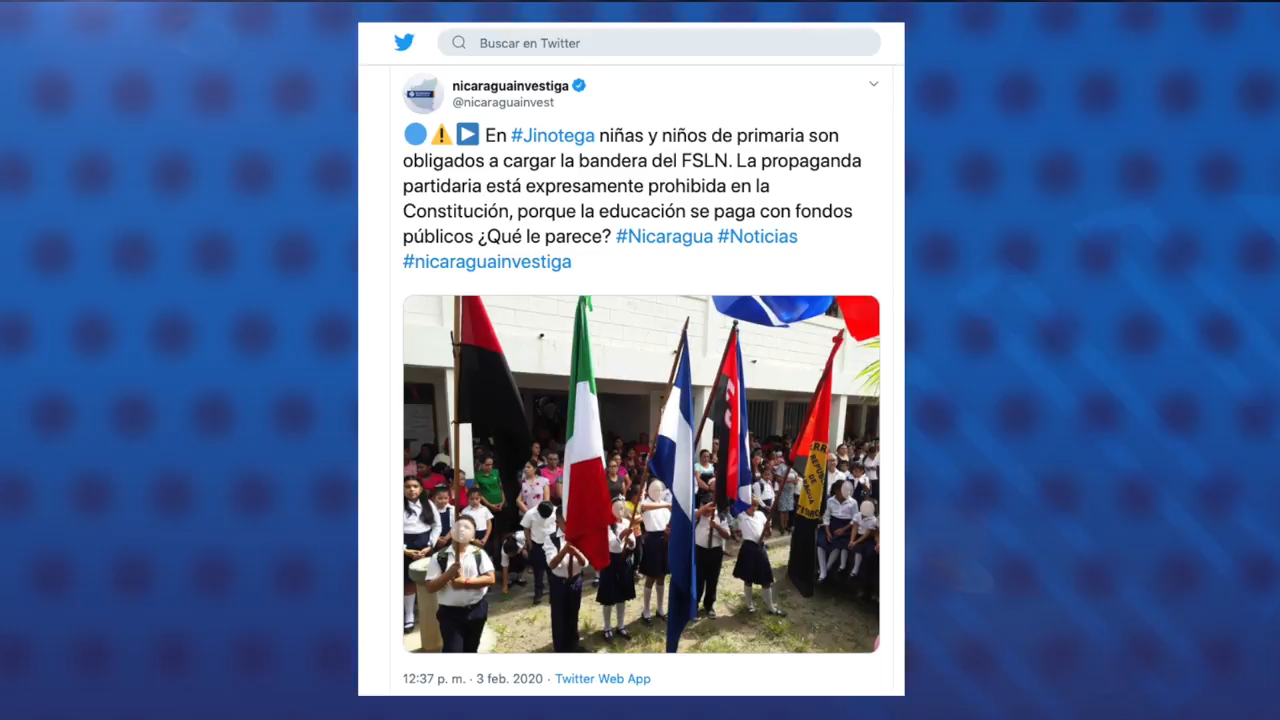 Buscar en Twitter
nicaraguainvestiga
@nicaraguainvest
En #Jinotega niñas y niños de primaria son
obligados a cargar la bandera del FSLN. La propaganda
partidaria está expresamente prohibida en la
Constitución, porque la educación se paga con fondos
públicos ¿Qué le parece? #Nicaragua #Noticias
#nicaraguainvestiga
12:37 p. m. · 3 feb. 2020 · Twitter Web App